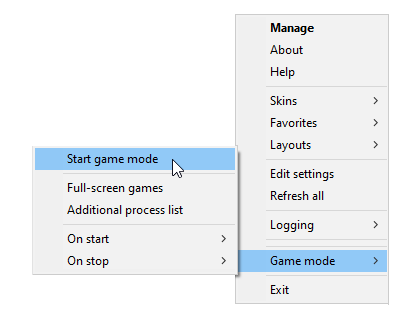 Manage
About
Help
Skins
Favorites
Layouts
Edit settings
Refresh all
Logging
Game mode
Exit
Start game mode
Full-screen games
Additional process list
On start
On stop